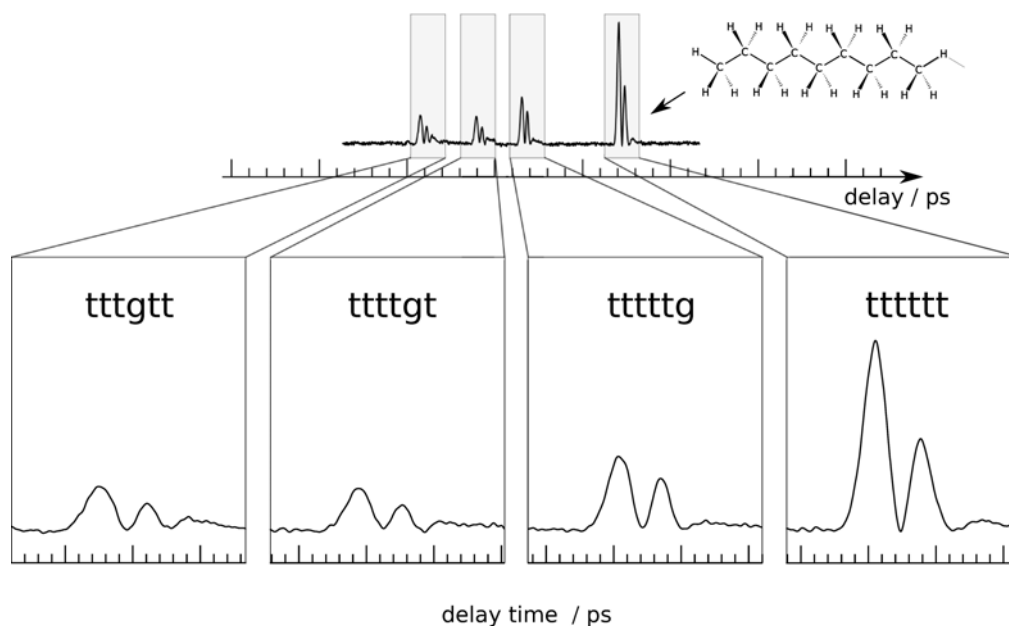 H H H H H H H H
H C C C C H
C C C C C
H H H H H H H H H H
delay / ps
tttgtt
ttttgt
tttttg
tttttt
delay time / ps